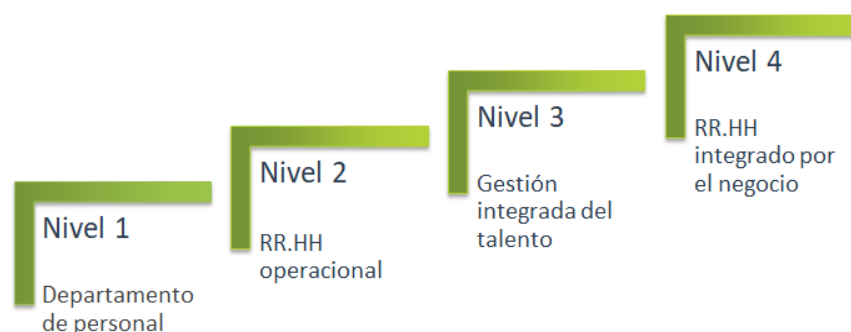 Nivel 1
Departamento
de personal
Nivel 2
RR.HH
operacional
Nivel 3
Gestión
integrada del
talento
Nivel 4
RR.HH
integrado por
el negocio